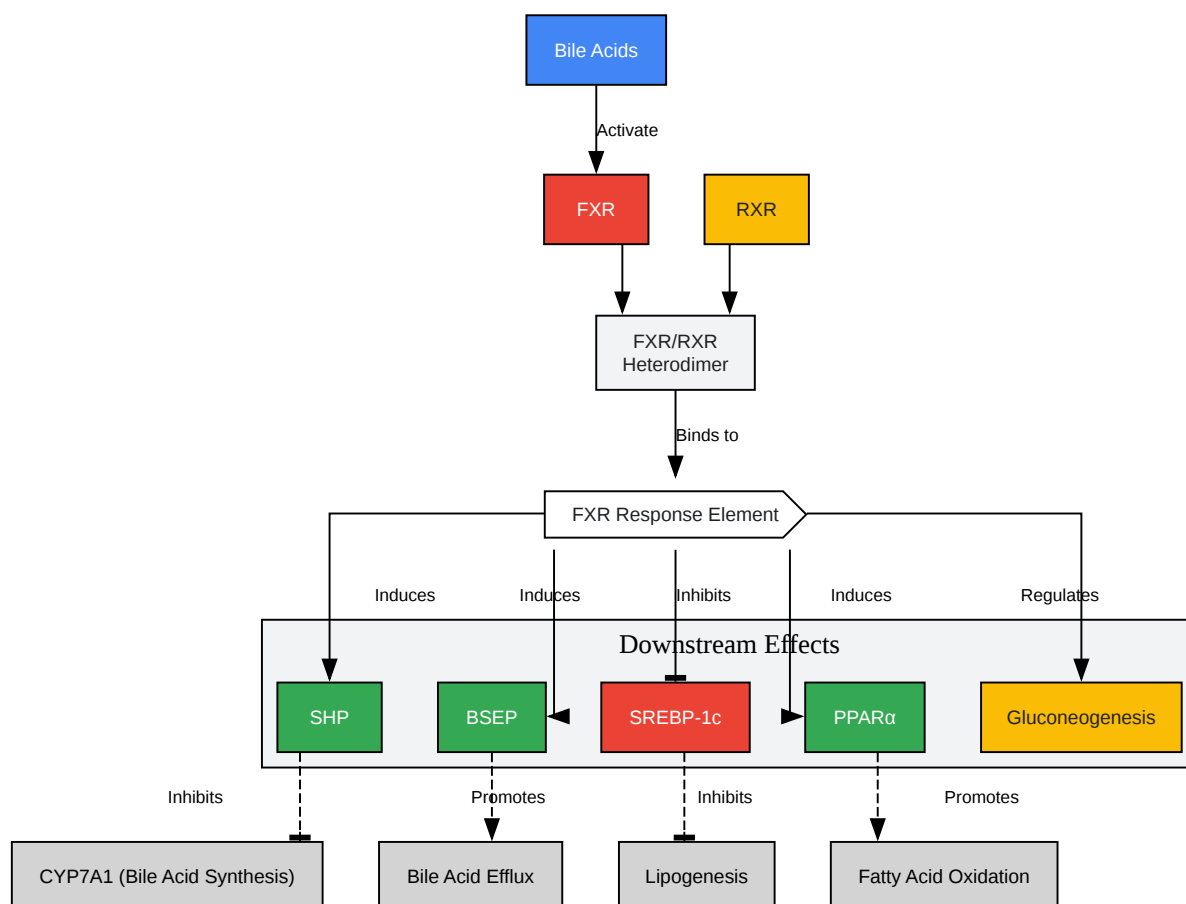 Bile Acids
Activate
FXR
RXR
FXR/RXR
Heterodimer
Binds to
FXR Response Element
Induces
Induces
Inhibits
Induces
Regulates
Downstream Effects
SHP
BSEP
SREBP-1c
PPARα
Gluconeogenesis
Inhibits
Promotes
Inhibits
Promotes
CYP7A1 (Bile Acid Synthesis)
Bile Acid Efflux
Lipogenesis
Fatty Acid Oxidation